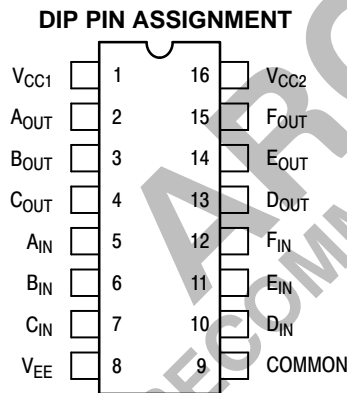 DIP PIN ASSIGNMENT
VCC1 1 16 VCC2
AOUT 2 15 FOUT
BOUT 3 14 EOUT
COUT 4 13 DOUT
AIN 5 12 FIN
BIN 6 11 EIN
CIN 7 10 DIN
VEE 8 9 COMMON